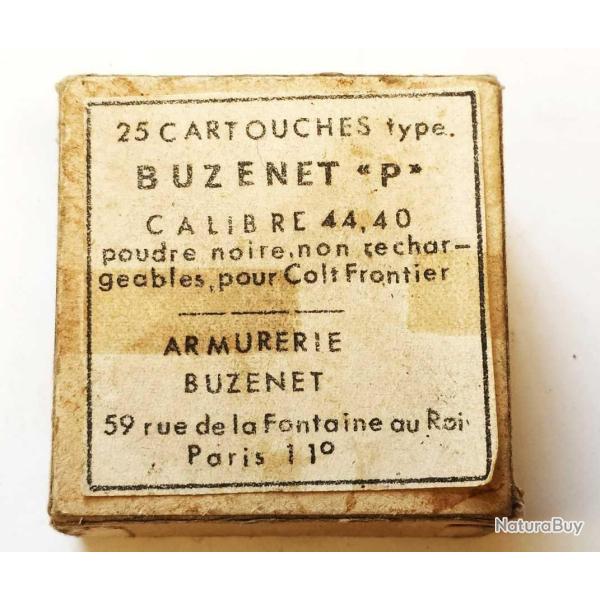 25 CARTOUCHES type.
BUZENET "P"
CALIBRE 44,40
poudre noire, non rechar-
geables, pour Colt Frontier
ARMURERIE
BUZENET
59 rue de la Fontaine au Roi
Paris 11°
NaturaBuy